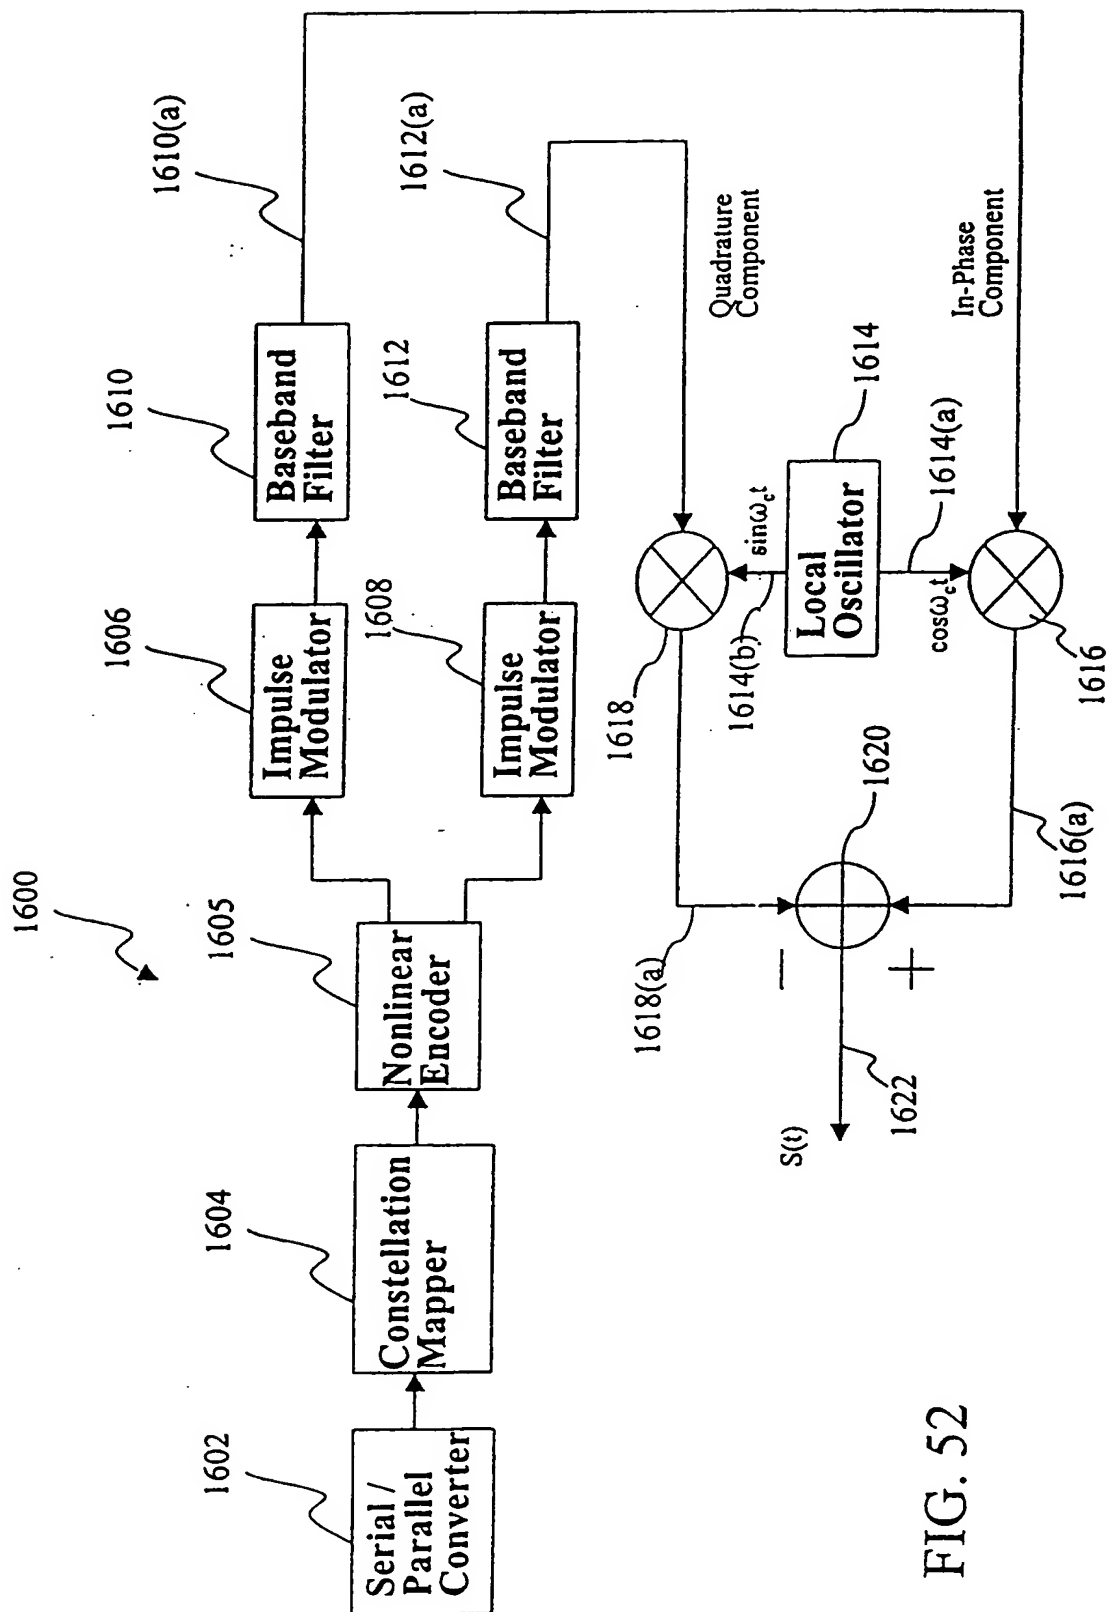 1600
1602
Serial /
Parallel
Converter
1604
Constellation
Mapper
1605
Nonlinear
Encoder
1606
Impulse
Modulator
1610
Baseband
Filter
1610(a)
1608
Impulse
Modulator
1612
Baseband
Filter
1612(a)
Quadrature
Component
1618
1618(a)
sinω_c t
1614(b)
Local
Oscillator
1614
1614(a)
cosω_c t
In-Phase
Component
1616
1616(a)
1620
−
+
S(t)
1622
FIG. 52